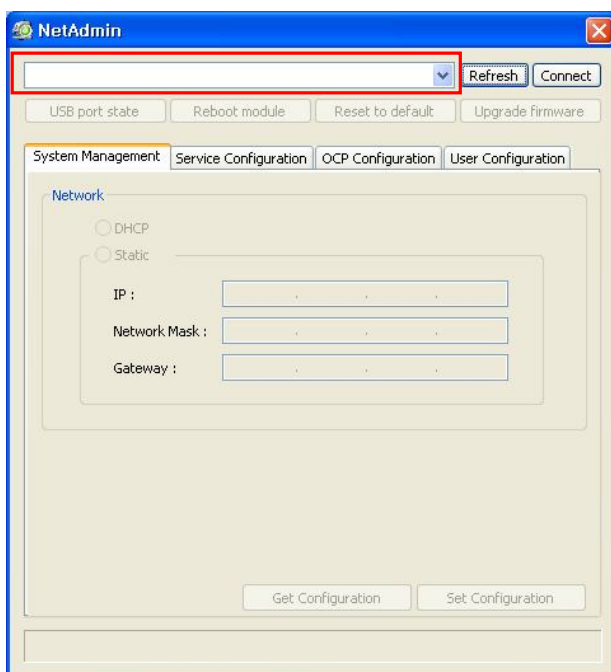 NetAdmin
Refresh Connect
USB port state Reboot module Reset to default Upgrade firmware
System Management Service Configuration OCP Configuration User Configuration
Network
DHCP
Static
IP :
Network Mask :
Gateway :
Get Configuration Set Configuration